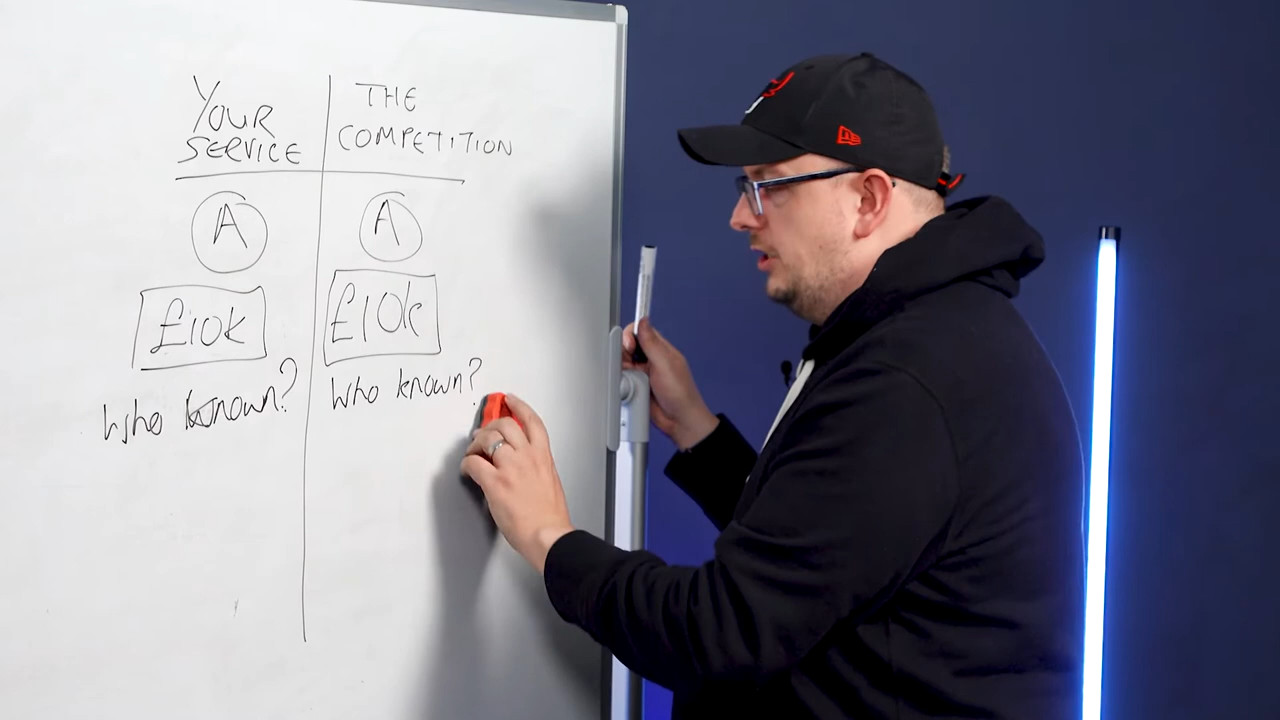 YOUR
SERVICE
THE
COMPETITION
A
A
£10k
£10k
Who known?
Who known?